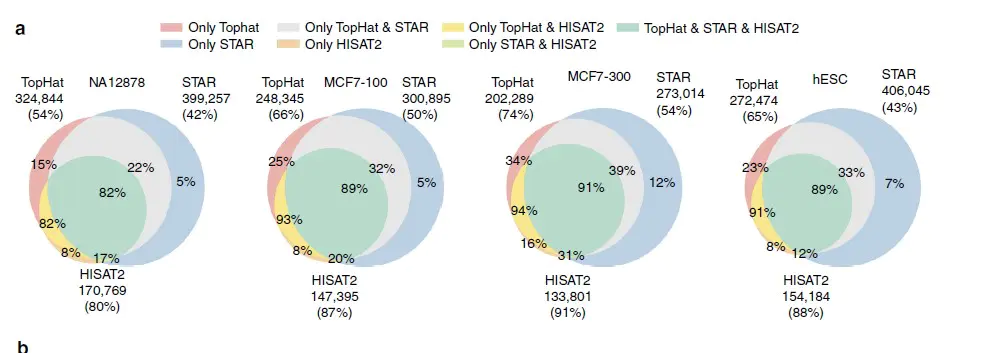 a
Only Tophat
Only TopHat & STAR
Only TopHat & HISAT2
TopHat & STAR & HISAT2
Only STAR
Only HISAT2
Only STAR & HISAT2
TopHat
324,844
(54%)
NA12878
STAR
399,257
(42%)
15%
22%
5%
82%
82%
8%
17%
HISAT2
170,769
(80%)
TopHat
248,345
(66%)
MCF7-100
STAR
300,895
(50%)
25%
32%
5%
89%
93%
8%
20%
HISAT2
147,395
(87%)
TopHat
202,289
(74%)
MCF7-300
STAR
273,014
(54%)
34%
39%
12%
91%
94%
16%
31%
HISAT2
133,801
(91%)
TopHat
272,474
(65%)
hESC
STAR
406,045
(43%)
23%
33%
7%
89%
91%
8%
12%
HISAT2
154,184
(88%)
b